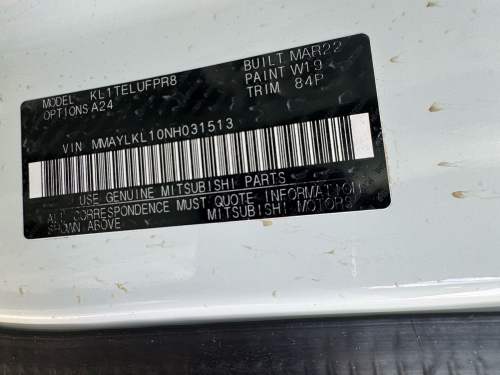 MODEL KL1TELUFPR8 BUILT MAR22
OPTIONS A24 PAINT W19
TRIM 84P
VIN MMAYLKL10NH031513
USE GENUINE MITSUBISHI PARTS
ALL CORRESPONDENCE MUST QUOTE INFORMATION
SHOWN ABOVE MITSUBISHI MOTORS